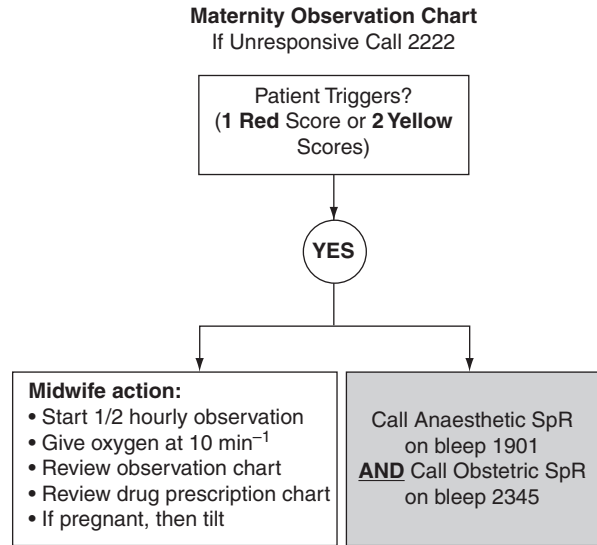 Maternity Observation Chart
If Unresponsive Call 2222
Patient Triggers?
(1 Red Score or 2 Yellow
Scores)
YES
Midwife action:
• Start 1/2 hourly observation
• Give oxygen at 10 min⁻¹
• Review observation chart
• Review drug prescription chart
• If pregnant, then tilt
Call Anaesthetic SpR
on bleep 1901
AND Call Obstetric SpR
on bleep 2345